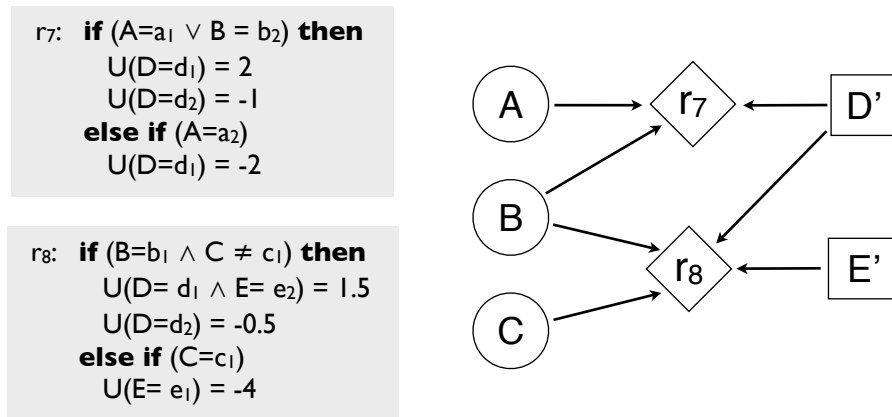 r₇: if (A=a₁ ∨ B = b₂) then
U(D=d₁) = 2
U(D=d₂) = -1
else if (A=a₂)
U(D=d₁) = -2
r₈: if (B=b₁ ∧ C ≠ c₁) then
U(D= d₁ ∧ E= e₂) = 1.5
U(D=d₂) = -0.5
else if (C=c₁)
U(E= e₁) = -4
A
r₇
D’
B
r₈
E’
C